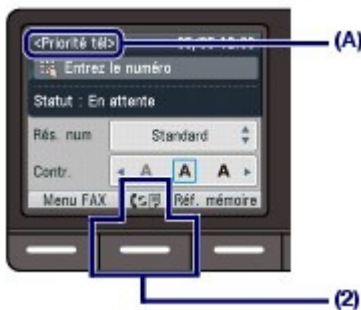 <Priorité tél>
(A)
Entrez le numéro
Statut : En attente
Rés. num Standard
Contr. A A A
Menu FAX Réf. mémoire
(2)